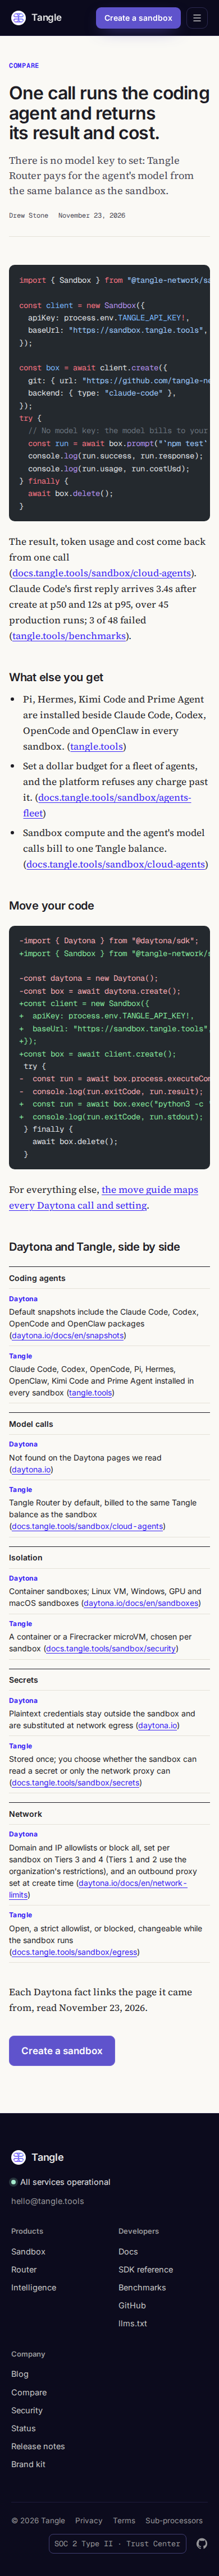 Tangle
Create a sandbox
COMPARE
One call runs the coding
agent and returns
its result and cost.
There is no model key to set: Tangle
Router pays for the agent's model from
the same balance as the sandbox.
Drew Stone November 23, 2026
import { Sandbox } from "@tangle-network/sa
const client = new Sandbox({
apiKey: process.env.TANGLE_API_KEY!,
baseUrl: "https://sandbox.tangle.tools",
});
const box = await client.create({
git: { url: "https://github.com/tangle-ne
backend: { type: "claude-code" },
});
try {
// No model key: the model bills to your
const run = await box.prompt("`npm test`
console.log(run.success, run.response);
console.log(run.usage, run.costUsd);
} finally {
await box.delete();
}
The result, token usage and cost come back
from one call
(docs.tangle.tools/sandbox/cloud-agents).
Claude Code's first reply arrives 3.4s after
create at p50 and 12s at p95, over 45
production runs; 3 of 48 failed
(tangle.tools/benchmarks).
What else you get
• Pi, Hermes, Kimi Code and Prime Agent
are installed beside Claude Code, Codex,
OpenCode and OpenClaw in every
sandbox. (tangle.tools)
• Set a dollar budget for a fleet of agents,
and the platform refuses any charge past
it. (docs.tangle.tools/sandbox/agents-
fleet)
• Sandbox compute and the agent's model
calls bill to one Tangle balance.
(docs.tangle.tools/sandbox/cloud-agents)
Move your code
-import { Daytona } from "@daytona/sdk";
+import { Sandbox } from "@tangle-network/
-const daytona = new Daytona();
-const box = await daytona.create();
+const client = new Sandbox({
+ apiKey: process.env.TANGLE_API_KEY!,
+ baseUrl: "https://sandbox.tangle.tools"
+});
+const box = await client.create();
try {
- const run = await box.process.executeCom
- console.log(run.exitCode, run.result);
+ const run = await box.exec("python3 -c
+ console.log(run.exitCode, run.stdout);
} finally {
await box.delete();
}
For everything else, the move guide maps
every Daytona call and setting.
Daytona and Tangle, side by side
Coding agents
Daytona
Default snapshots include the Claude Code, Codex,
OpenCode and OpenClaw packages
(daytona.io/docs/en/snapshots)
Tangle
Claude Code, Codex, OpenCode, Pi, Hermes,
OpenClaw, Kimi Code and Prime Agent installed in
every sandbox (tangle.tools)
Model calls
Daytona
Not found on the Daytona pages we read
(daytona.io)
Tangle
Tangle Router by default, billed to the same Tangle
balance as the sandbox
(docs.tangle.tools/sandbox/cloud-agents)
Isolation
Daytona
Container sandboxes; Linux VM, Windows, GPU and
macOS sandboxes (daytona.io/docs/en/sandboxes)
Tangle
A container or a Firecracker microVM, chosen per
sandbox (docs.tangle.tools/sandbox/security)
Secrets
Daytona
Plaintext credentials stay outside the sandbox and
are substituted at network egress (daytona.io)
Tangle
Stored once; you choose whether the sandbox can
read a secret or only the network proxy can
(docs.tangle.tools/sandbox/secrets)
Network
Daytona
Domain and IP allowlists or block all, set per
sandbox on Tiers 3 and 4 (Tiers 1 and 2 use the
organization's restrictions), and an outbound proxy
set at create time (daytona.io/docs/en/network-
limits)
Tangle
Open, a strict allowlist, or blocked, changeable while
the sandbox runs
(docs.tangle.tools/sandbox/egress)
Each Daytona fact links the page it came
from, read November 23, 2026.
Create a sandbox
Tangle
All services operational
hello@tangle.tools
Products
Sandbox
Router
Intelligence
Developers
Docs
SDK reference
Benchmarks
GitHub
llms.txt
Company
Blog
Compare
Security
Status
Release notes
Brand kit
© 2026 Tangle Privacy Terms Sub-processors
SOC 2 Type II · Trust Center